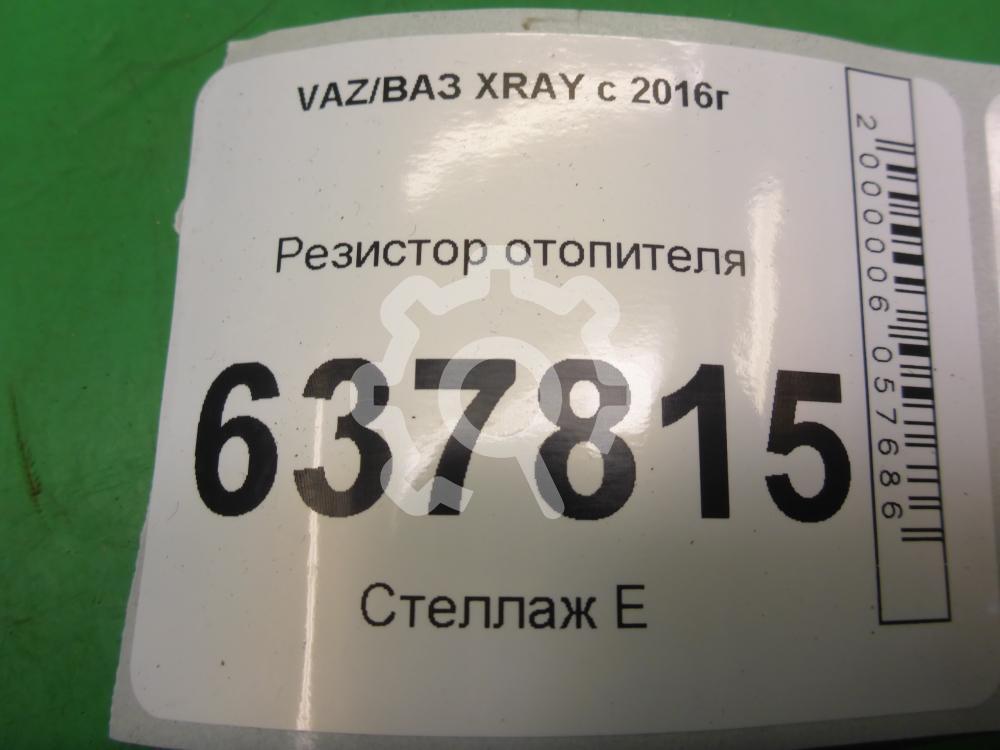 VAZ/ВАЗ XRAY с 2016г
Резистор отопителя
637815
Стеллаж Е
2000006057686